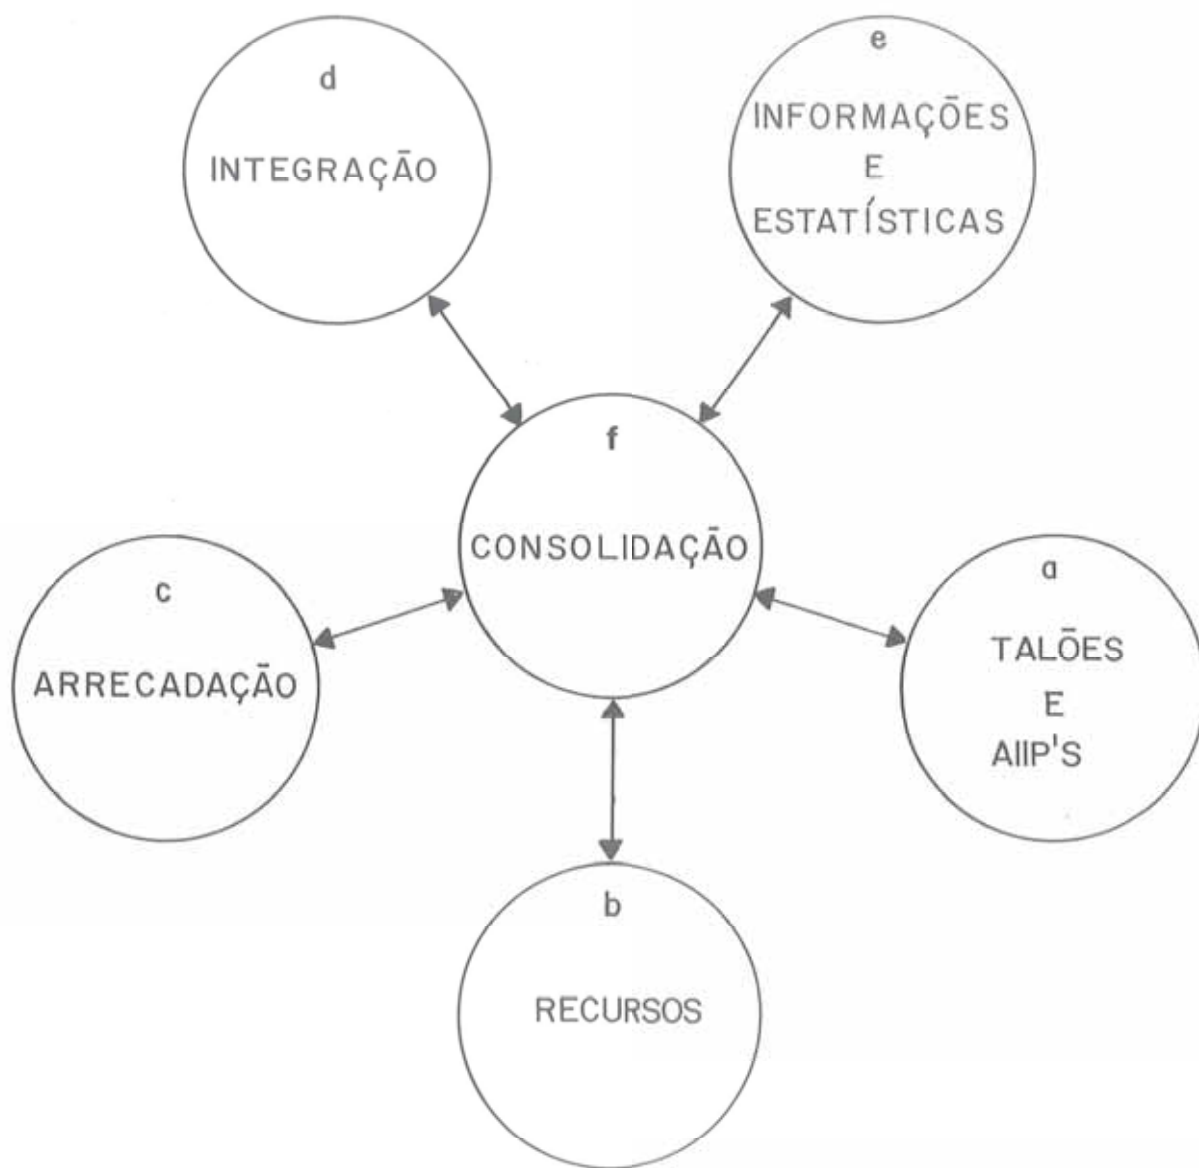 d
INTEGRAÇÃO
e
INFORMAÇÕES
E
ESTATÍSTICAS
f
CONSOLIDAÇÃO
c
ARRECADAÇÃO
a
TALÕES
E
AIIP'S
b
RECURSOS